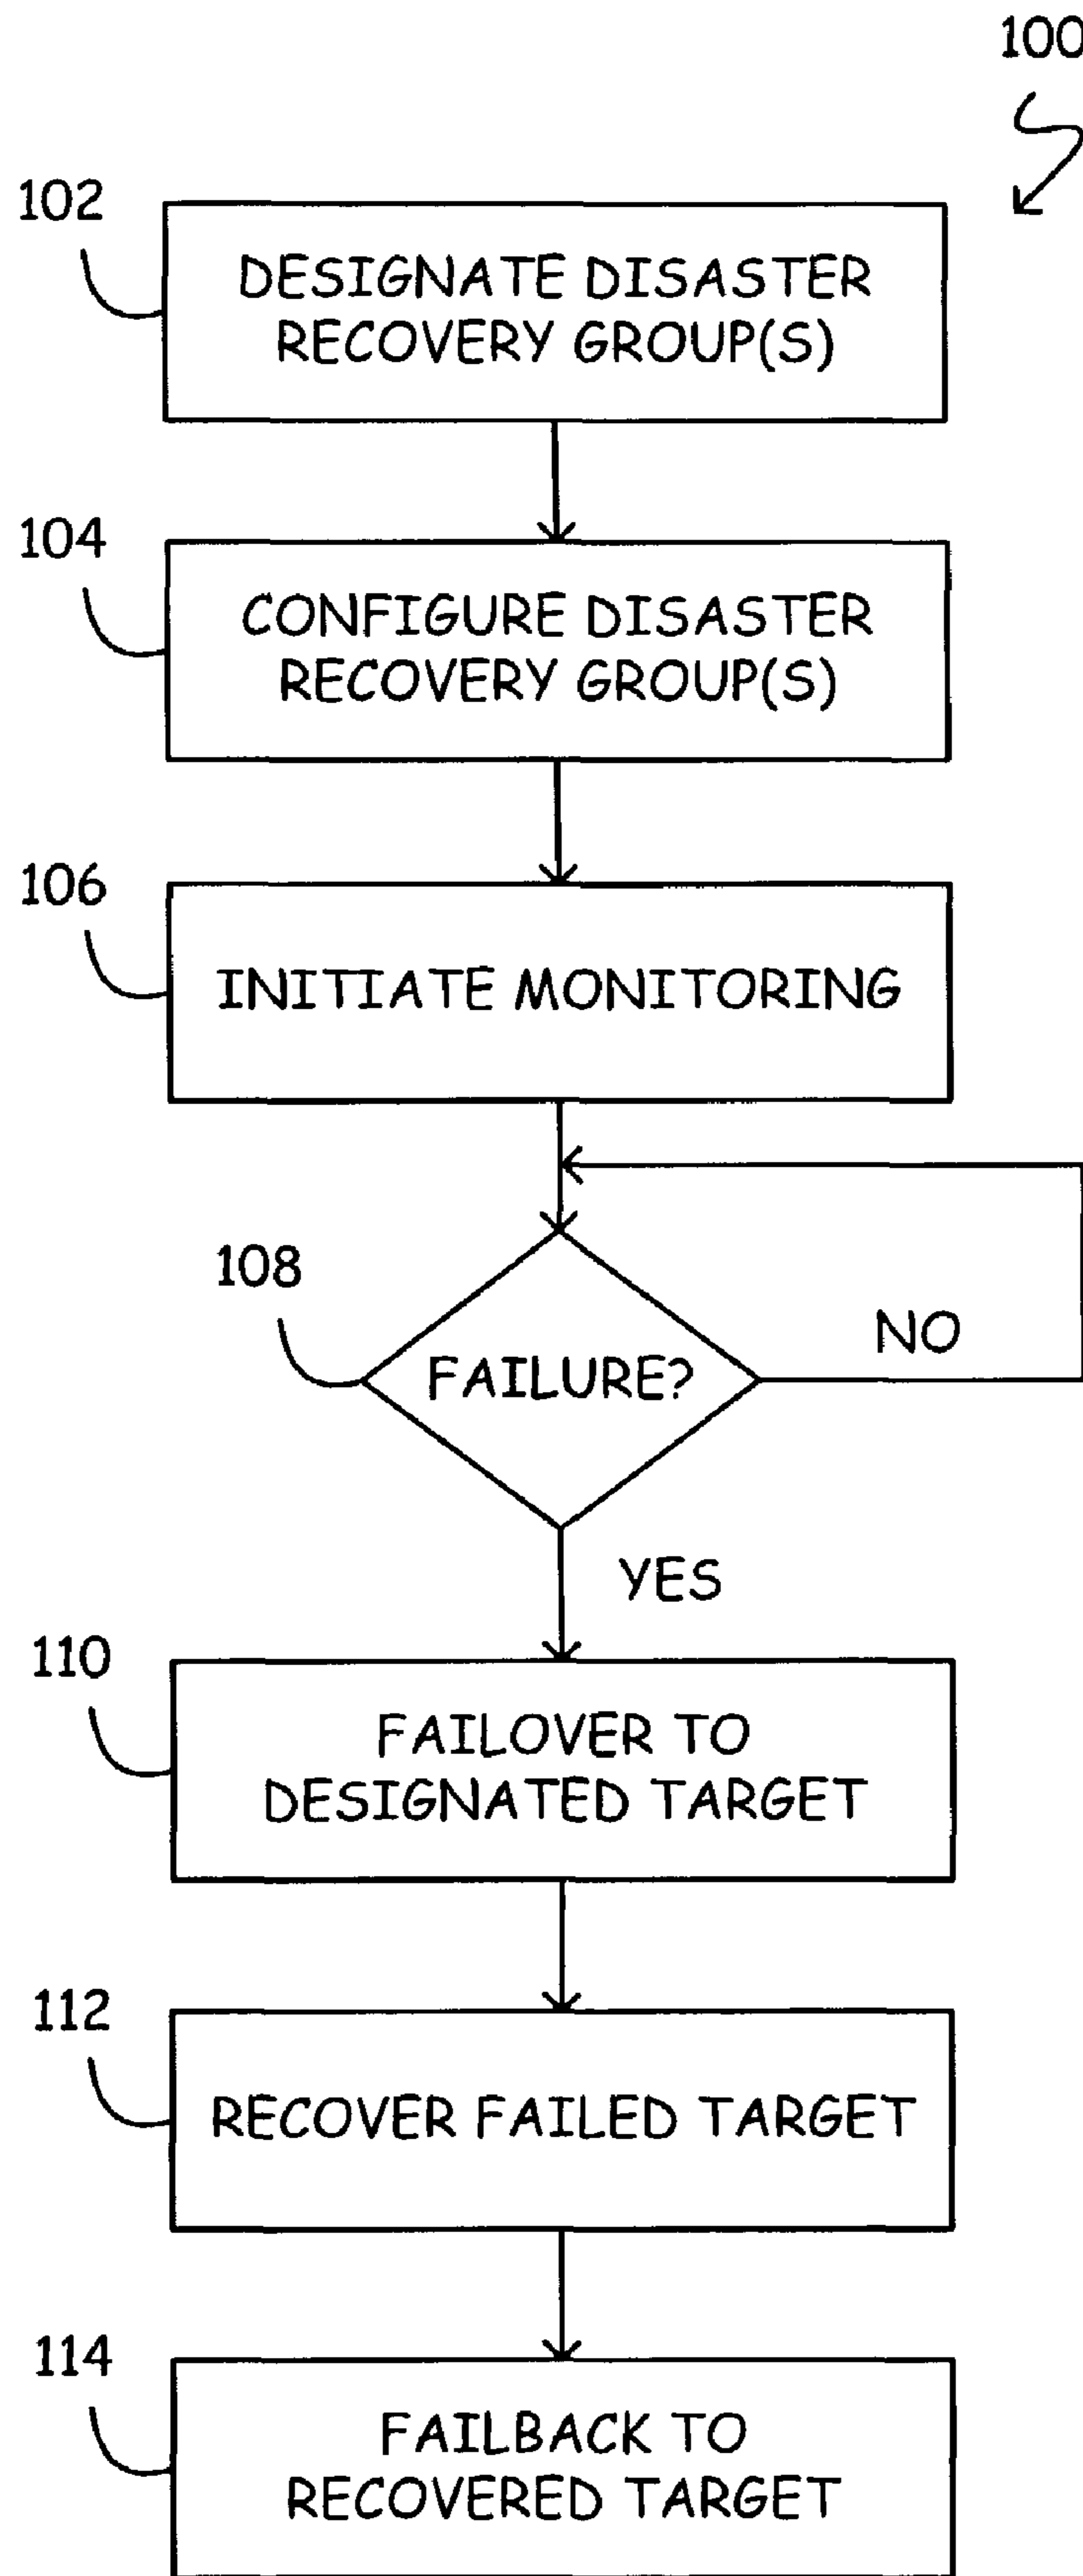 100
102
DESIGNATE DISASTER
RECOVERY GROUP(S)
104
CONFIGURE DISASTER
RECOVERY GROUP(S)
106
INITIATE MONITORING
108
FAILURE?
NO
YES
110
FAILOVER TO
DESIGNATED TARGET
112
RECOVER FAILED TARGET
114
FAILBACK TO
RECOVERED TARGET